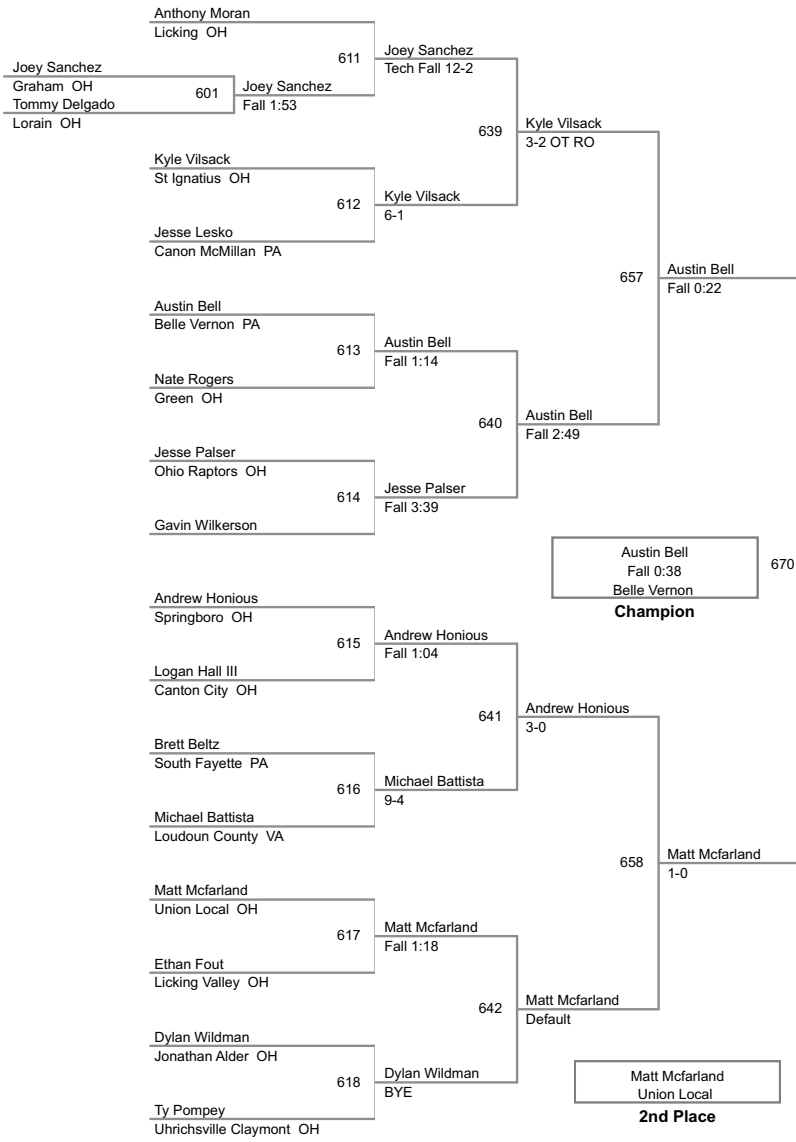 Anthony Moran
Licking  OH
611
Joey Sanchez
Tech Fall 12-2
Joey Sanchez
Graham  OH
601
Joey Sanchez
Fall 1:53
Tommy Delgado
Lorain  OH
639
Kyle Vilsack
3-2 OT RO
Kyle Vilsack
St Ignatius  OH
612
Kyle Vilsack
6-1
Jesse Lesko
Canon McMillan  PA
657
Austin Bell
Fall 0:22
Austin Bell
Belle Vernon  PA
613
Austin Bell
Fall 1:14
Nate Rogers
Green  OH
640
Austin Bell
Fall 2:49
Jesse Palser
Ohio Raptors  OH
614
Jesse Palser
Fall 3:39
Gavin Wilkerson
Austin Bell
Fall 0:38
Belle Vernon
670
Champion
Andrew Honious
Springboro  OH
615
Andrew Honious
Fall 1:04
Logan Hall III
Canton City  OH
641
Andrew Honious
3-0
Brett Beltz
South Fayette  PA
616
Michael Battista
9-4
Michael Battista
Loudoun County  VA
658
Matt Mcfarland
1-0
Matt Mcfarland
Union Local  OH
617
Matt Mcfarland
Fall 1:18
Ethan Fout
Licking Valley  OH
642
Matt Mcfarland
Default
Dylan Wildman
Jonathan Alder  OH
618
Dylan Wildman
BYE
Ty Pompey
Uhrichsville Claymont  OH
Matt Mcfarland
Union Local
2nd Place